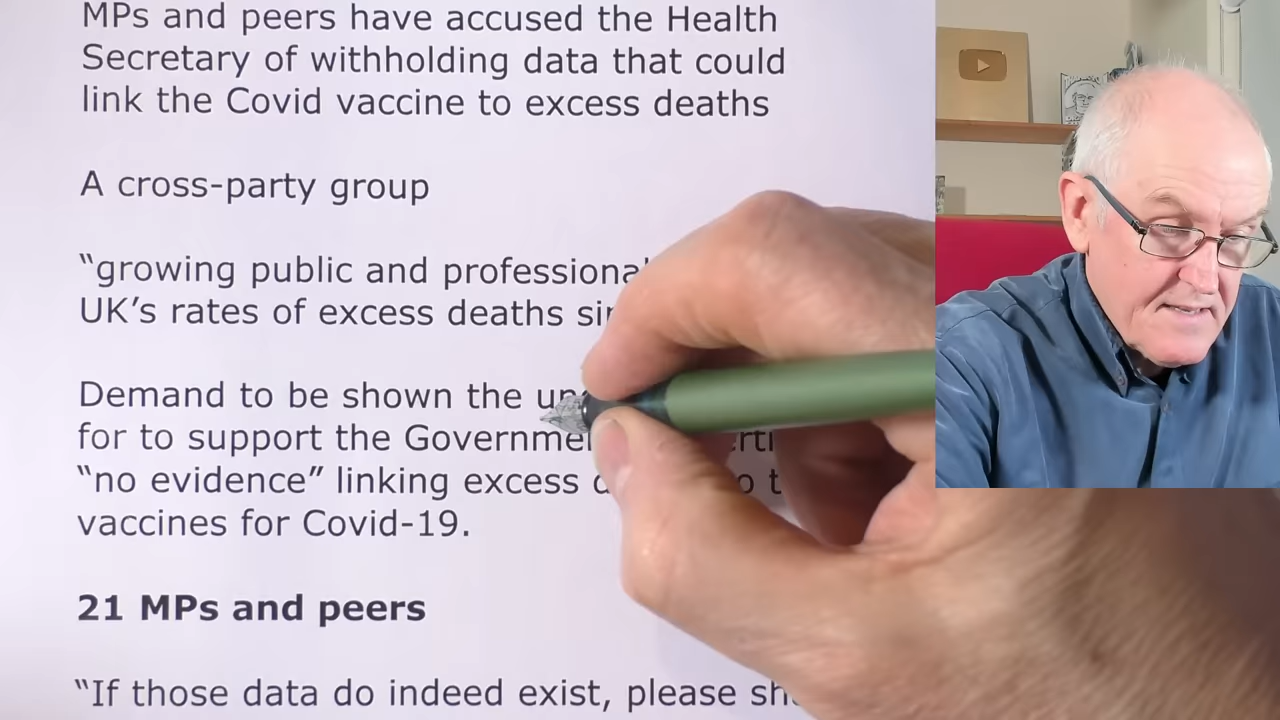 MPs and peers have accused the Health
Secretary of withholding data that could
link the Covid vaccine to excess deaths
A cross-party group
“growing public and professional
UK’s rates of excess deaths
Demand to be shown the
for to support the
“no evidence” linking excess
vaccines for Covid-19.
21 MPs and peers
“If those data do indeed exist, please